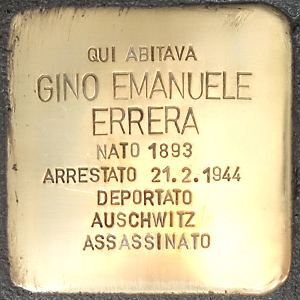 QUI ABITAVA
GINO EMANUELE
ERRERA
NATO 1893
ARRESTATO 21.2.1944
DEPORTATO
AUSCHWITZ
ASSASSINATO